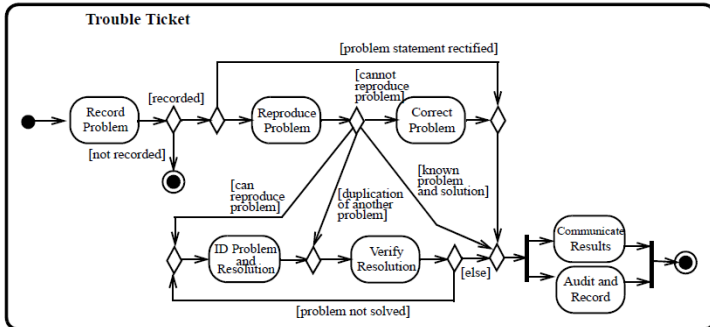 Trouble Ticket
[problem statement rectified]
[cannot
reproduce
problem]
[recorded]
Record
Problem
Reproduce
Problem
Correct
Problem
[not recorded]
[can
reproduce
problem]
[duplication
of another
problem]
[known
problem
and solution]
ID Problem
and
Resolution
Verify
Resolution
[else]
Communicate
Results
Audit and
Record
[problem not solved]